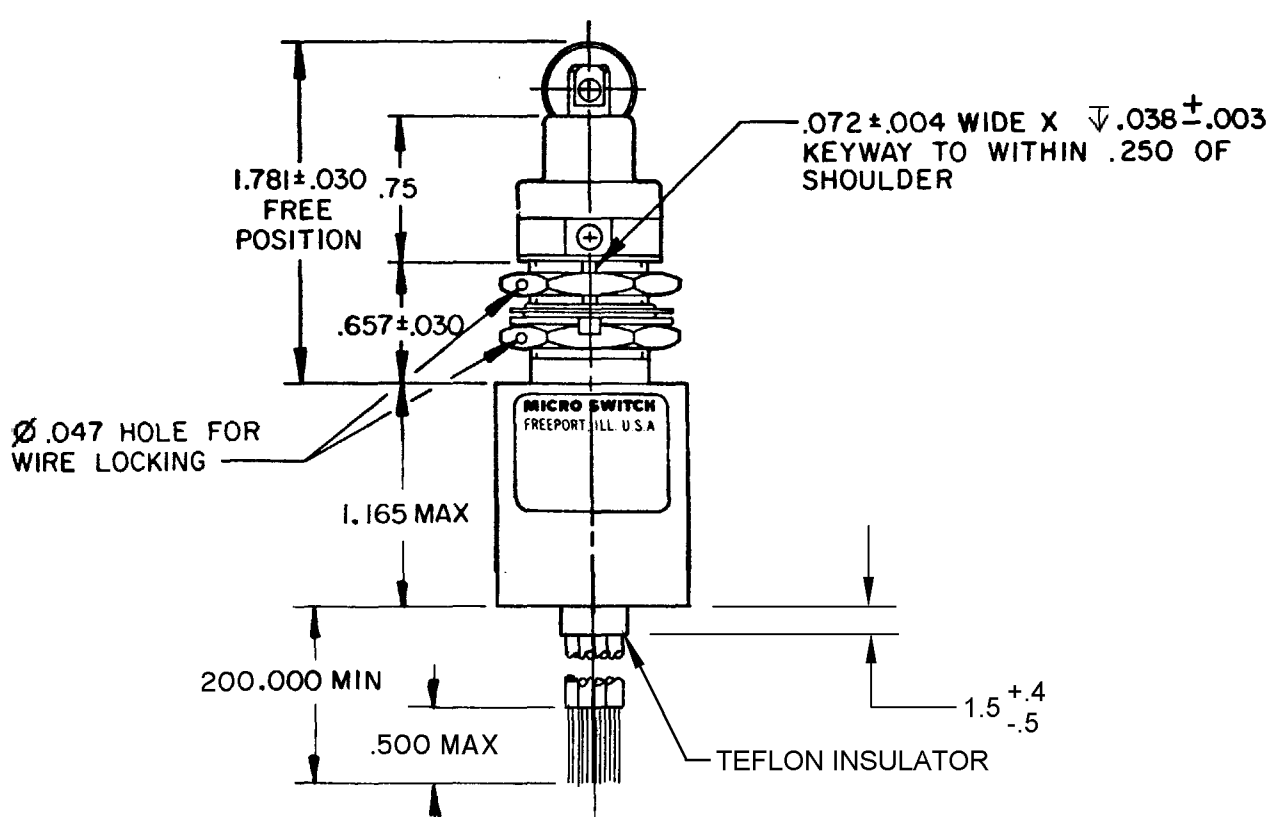 .072±.004 WIDE X ↧.038±.003
KEYWAY TO WITHIN .250 OF
SHOULDER
1.781±.030
FREE
POSITION
.75
.657±.030
Ø.047 HOLE FOR
WIRE LOCKING
MICRO SWITCH
FREEPORT, ILL. U.S.A
1.165 MAX
200.000 MIN
.500 MAX
1.5 +.4
-.5
TEFLON INSULATOR